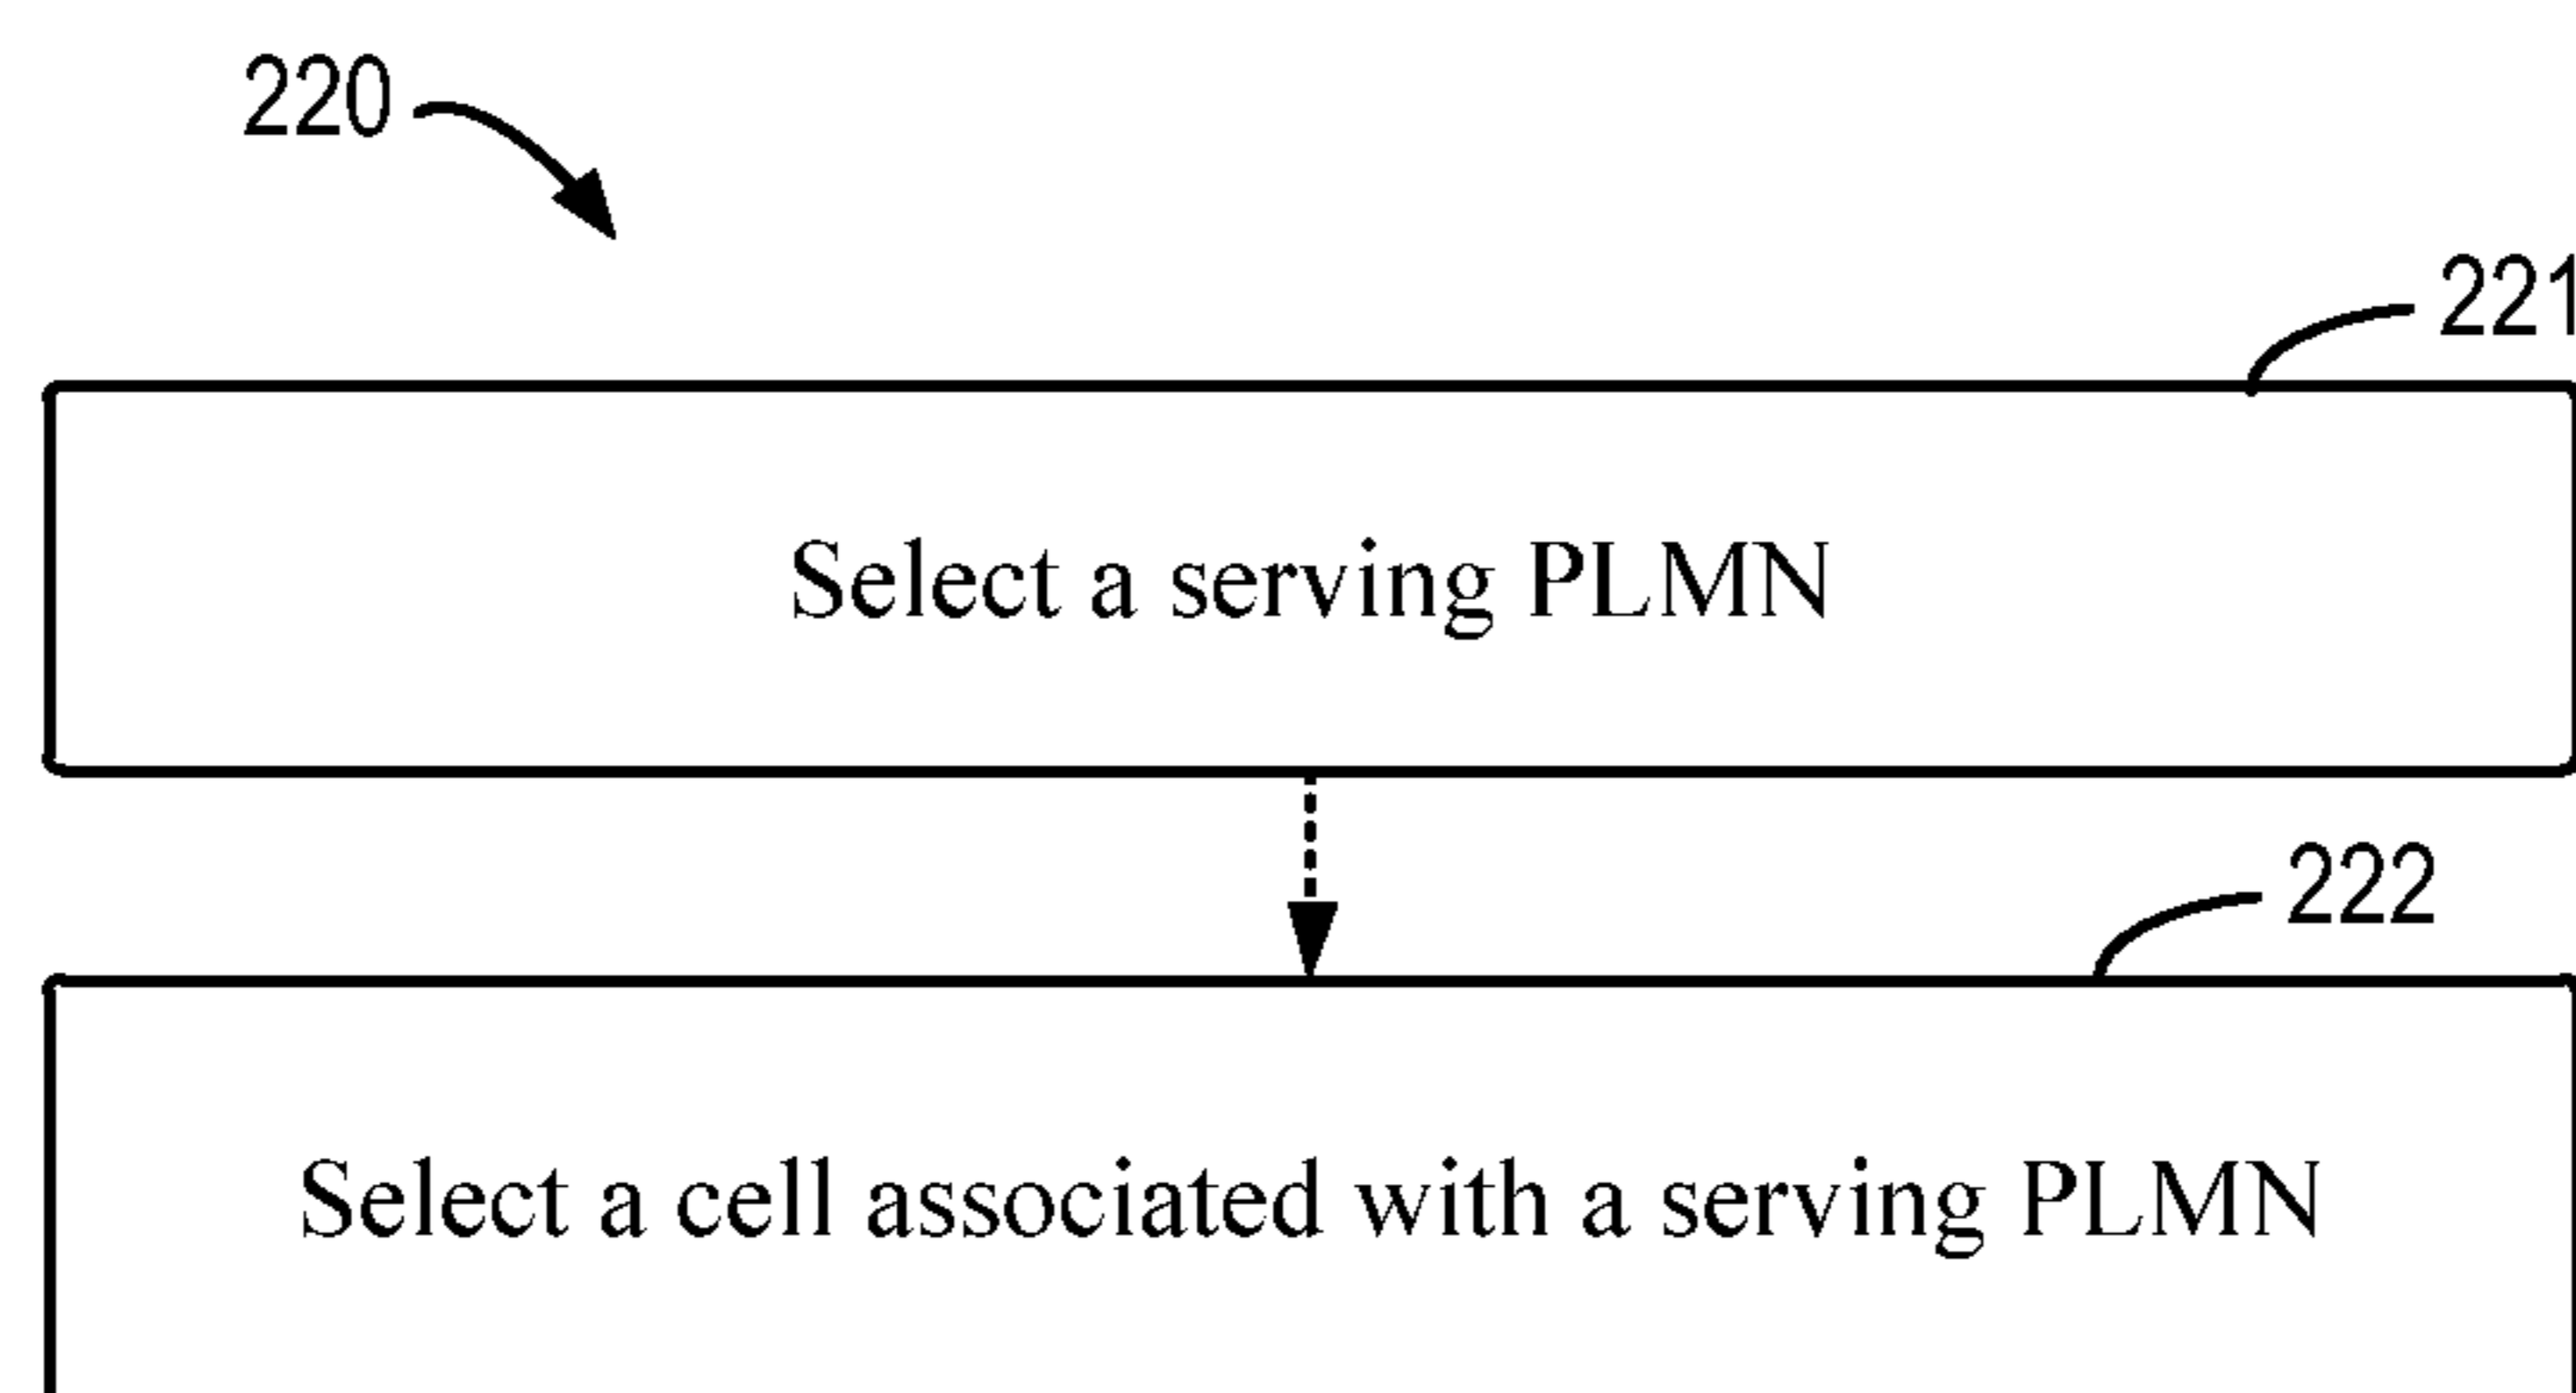 220
221
Select a serving PLMN
222
Select a cell associated with a serving PLMN